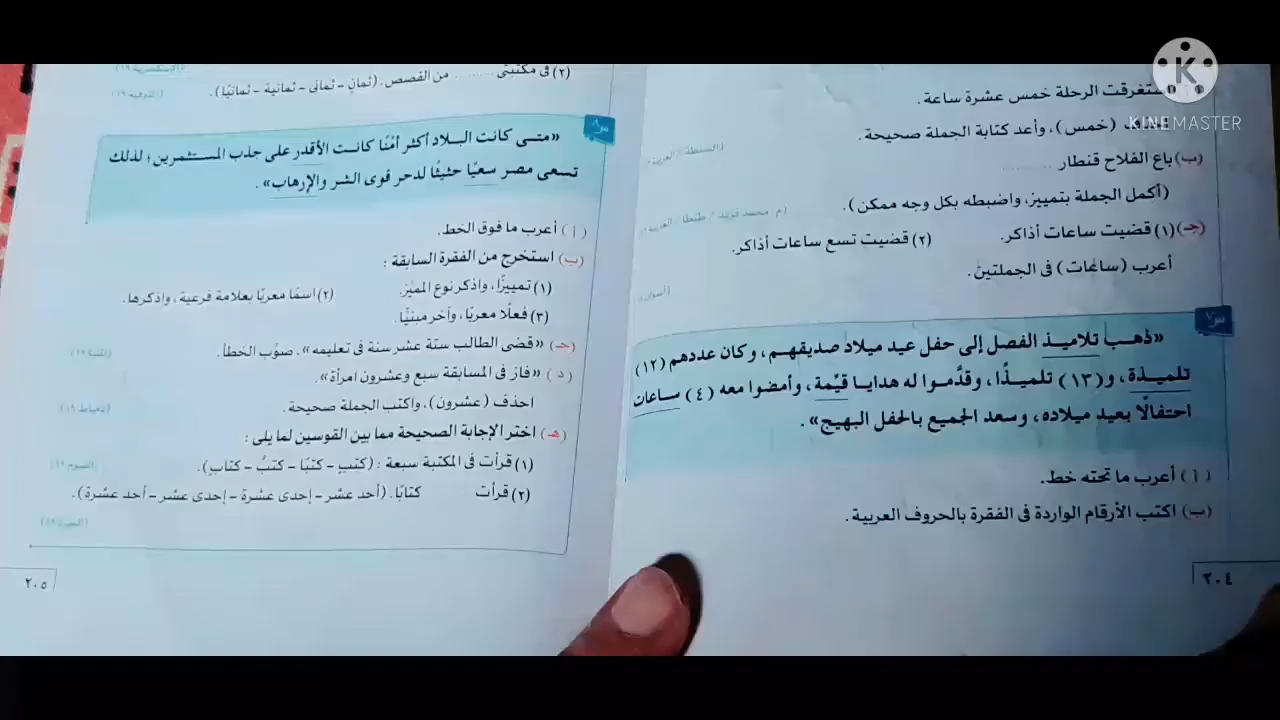 استغرقت الرحلة خمس عشرة ساعة.
(خمس)، وأعد كتابة الجملة صحيحة.
(ب) باع الفلاح قنطار ..........
(أكمل الجملة بتمييز، واضبطه بكل وجه ممكن).
(جـ) (١) قضيت ساعات أذاكر. (٢) قضيت تسع ساعات أذاكر.
أعرب (ساعات) فى الجملتين.
س٧
«ذهب تلاميذ الفصل إلى حفل عيد ميلاد صديقهم، وكان عددهم (١٢)
تلميذة، و(١٣) تلميذًا، وقدَّموا له هدايا قيِّمة، وأمضوا معه (٤) ساعات
احتفالًا بعيد ميلاده، وسعد الجميع بالحفل البهيج».
(أ) أعرب ما تحته خط.
(ب) اكتب الأرقام الواردة فى الفقرة بالحروف العربية.
٢٠٤
(٢) فى مكتبتى ......... من القصص. (ثمانٍ – ثمانى – ثمانية – ثمانيًا).
س٨
«متى كانت البلاد أكثر أمْنًا كانت الأقدر على جذب المستثمرين؛ لذلك
تسعى مصر سعيًا حثيثًا لدحر قوى الشر والإرهاب».
(أ) أعرب ما فوق الخط.
(ب) استخرج من الفقرة السابقة :
(١) تمييزًا، واذكر نوع المميَّز. (٢) اسمًا معربًا بعلامة فرعية، واذكرها.
(٣) فعلًا معربًا، وآخر مبنيًّا.
(جـ) «قضى الطالب ستة عشر سنة فى تعليمه». صوِّب الخطأ.
(د) «فاز فى المسابقة سبع وعشرون امرأة».
احذف (عشرون)، واكتب الجملة صحيحة.
(هـ) اختر الإجابة الصحيحة مما بين القوسين لما يلى :
(١) قرأت فى المكتبة سبعة : (كتبٍ – كتبًا – كتبٌ – كتابٍ).
(٢) قرأت كتابًا. (أحد عشر – إحدى عشرة – إحدى عشر – أحد عشرة).
٢٠٥
K
KINEMASTER